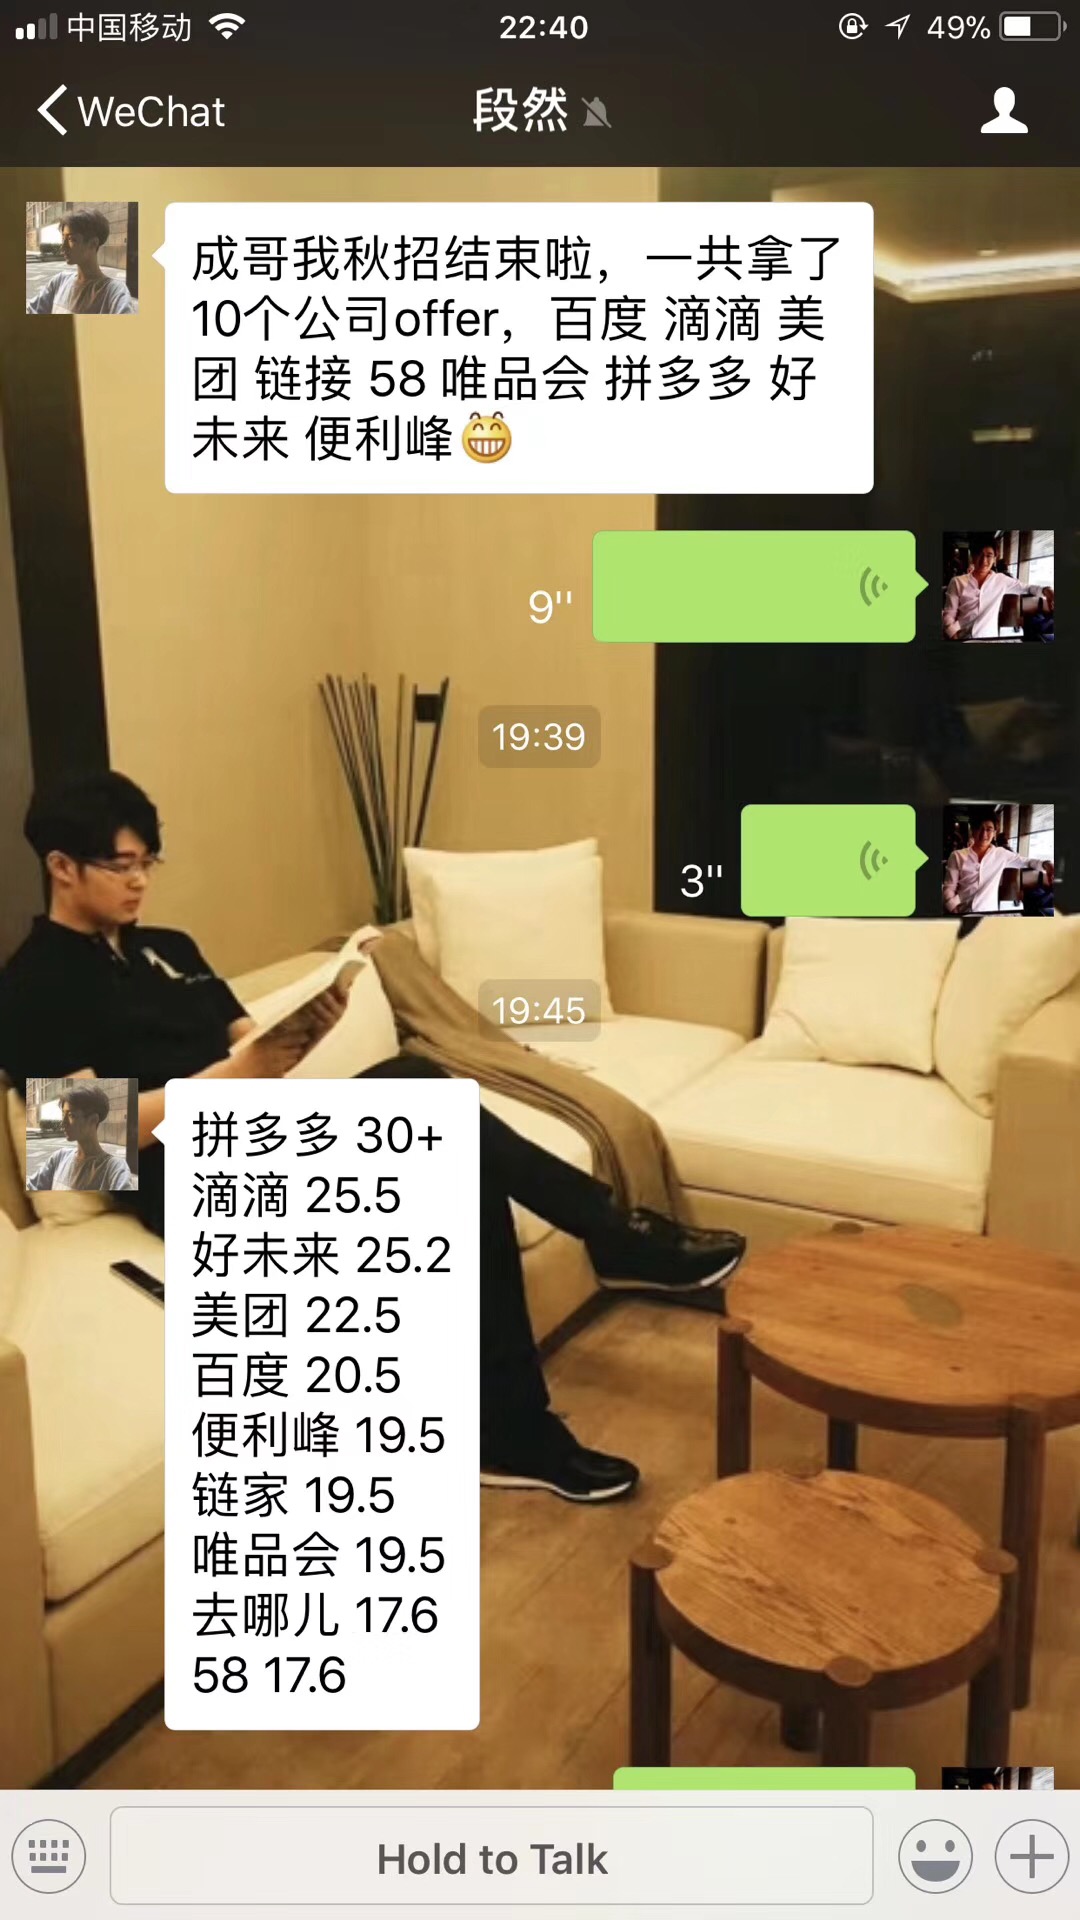 中国移动 22:40 49%
WeChat 段然
成哥我秋招结束啦，一共拿了
10个公司offer，百度 滴滴 美
团 链接 58 唯品会 拼多多 好
未来 便利峰😁
9"
19:39
3"
19:45
拼多多 30+
滴滴 25.5
好未来 25.2
美团 22.5
百度 20.5
便利峰 19.5
链家 19.5
唯品会 19.5
去哪儿 17.6
58 17.6
Hold to Talk